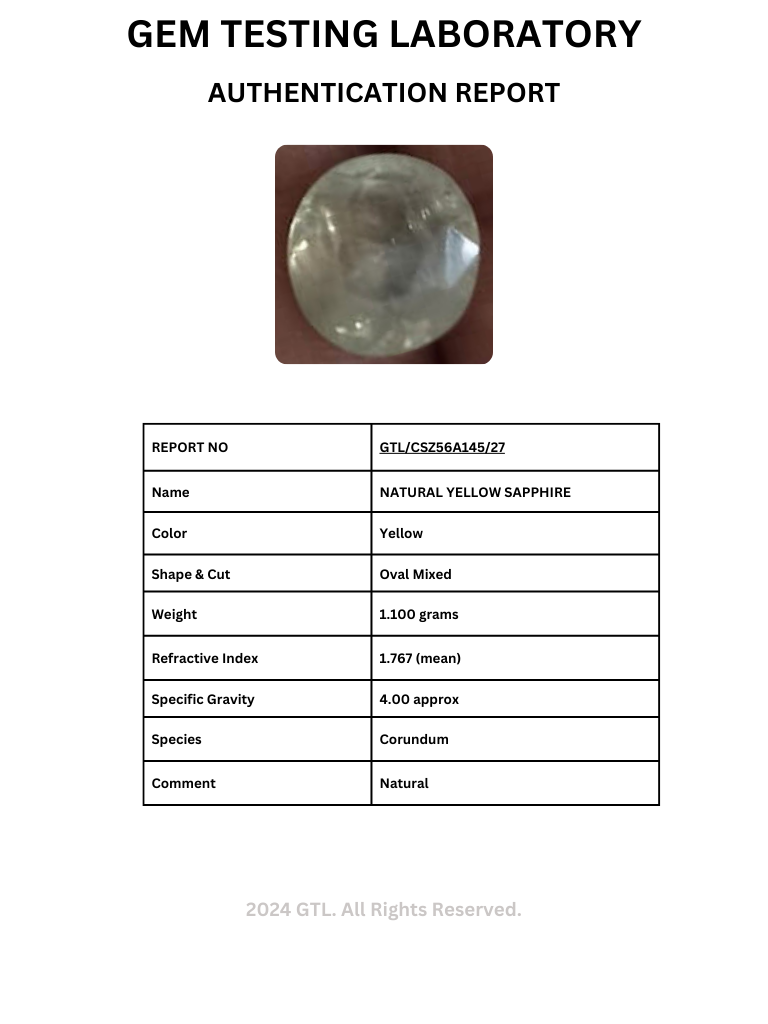 GEM TESTING LABORATORY
AUTHENTICATION REPORT
REPORT NO GTL/CSZ56A145/27
Name NATURAL YELLOW SAPPHIRE
Color Yellow
Shape & Cut Oval Mixed
Weight 1.100 grams
Refractive Index 1.767 (mean)
Specific Gravity 4.00 approx
Species Corundum
Comment Natural
2024 GTL. All Rights Reserved.